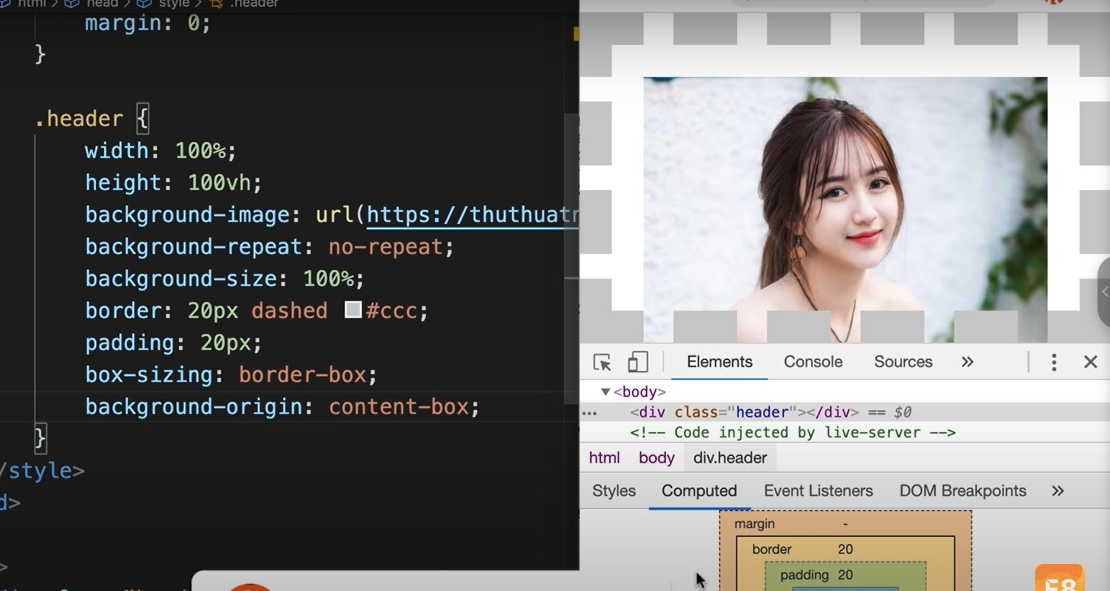 html > head > style > .header
margin: 0;
}
.header {
width: 100%;
height: 100vh;
background-image: url(https://thuthuatn
background-repeat: no-repeat;
background-size: 100%;
border: 20px dashed #ccc;
padding: 20px;
box-sizing: border-box;
background-origin: content-box;
}
/style>
d>
>
Elements Console Sources »
▼<body>
··· <div class="header"></div> == $0
<!-- Code injected by live-server -->
html body div.header
Styles Computed Event Listeners DOM Breakpoints »
margin -
border 20
padding 20
F8